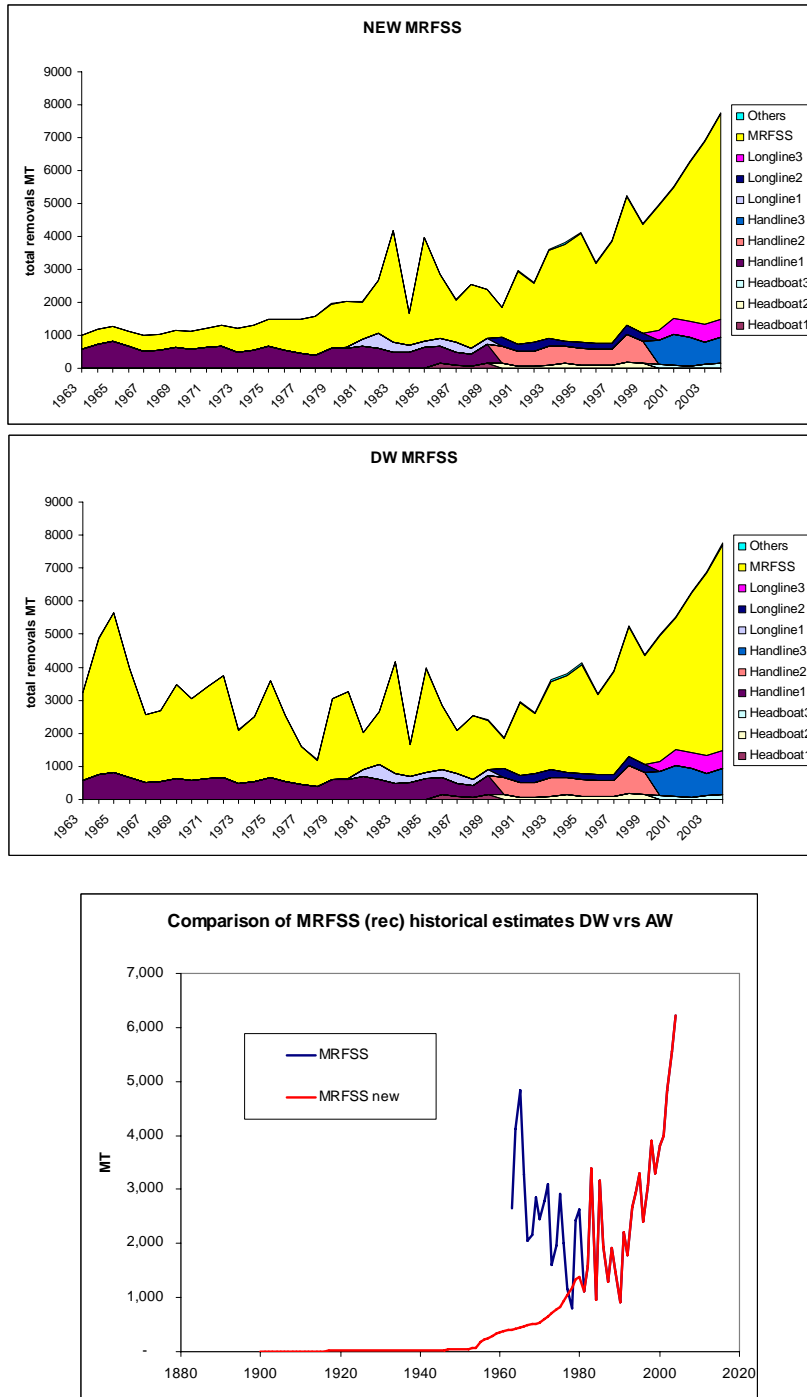 NEW MRFSS
9000
8000
7000
6000
5000
4000
3000
2000
1000
0
total removals MT
1963
1965
1967
1969
1971
1973
1975
1977
1979
1981
1983
1985
1987
1989
1991
1993
1995
1997
1999
2001
2003
Others
MRFSS
Longline3
Longline2
Longline1
Handline3
Handline2
Handline1
Headboat3
Headboat2
Headboat1
DW MRFSS
9000
8000
7000
6000
5000
4000
3000
2000
1000
0
total removals MT
1963
1965
1967
1969
1971
1973
1975
1977
1979
1981
1983
1985
1987
1989
1991
1993
1995
1997
1999
2001
2003
Others
MRFSS
Longline3
Longline2
Longline1
Handline3
Handline2
Handline1
Headboat3
Headboat2
Headboat1
Comparison of MRFSS (rec) historical estimates DW vrs AW
7,000
6,000
5,000
4,000
3,000
2,000
1,000
-
MT
MRFSS
MRFSS new
1880
1900
1920
1940
1960
1980
2000
2020